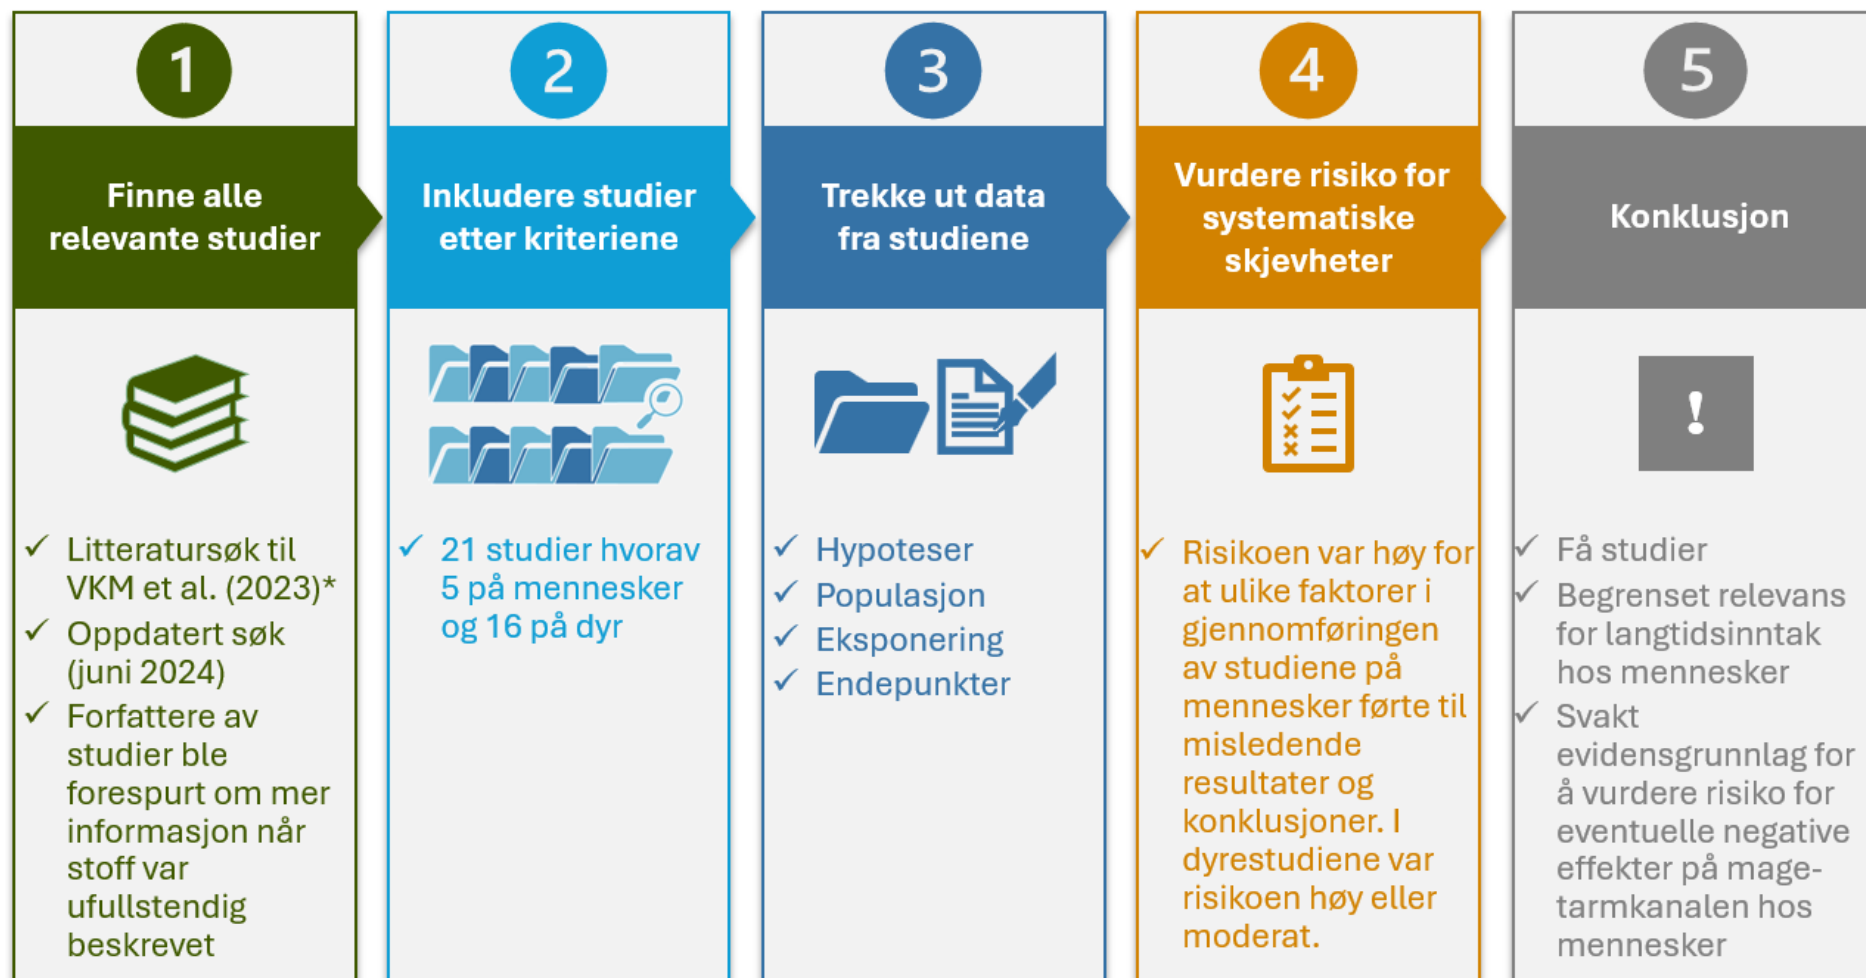 1
Finne alle
relevante studier
✓ Litteratursøk til
VKM et al. (2023)*
✓ Oppdatert søk
(juni 2024)
✓ Forfattere av
studier ble
forespurt om mer
informasjon når
stoff var
ufullstendig
beskrevet
2
Inkludere studier
etter kriteriene
✓ 21 studier hvorav
5 på mennesker
og 16 på dyr
3
Trekke ut data
fra studiene
✓ Hypoteser
✓ Populasjon
✓ Eksponering
✓ Endepunkter
4
Vurdere risiko for
systematiske
skjevheter
✓ Risikoen var høy for
at ulike faktorer i
gjennomføringen
av studiene på
mennesker førte til
misledende
resultater og
konklusjoner. I
dyrestudiene var
risikoen høy eller
moderat.
5
Konklusjon
!
✓ Få studier
✓ Begrenset relevans
for langtidsinntak
hos mennesker
✓ Svakt
evidensgrunnlag for
å vurdere risiko for
eventuelle negative
effekter på mage-
tarmkanalen hos
mennesker